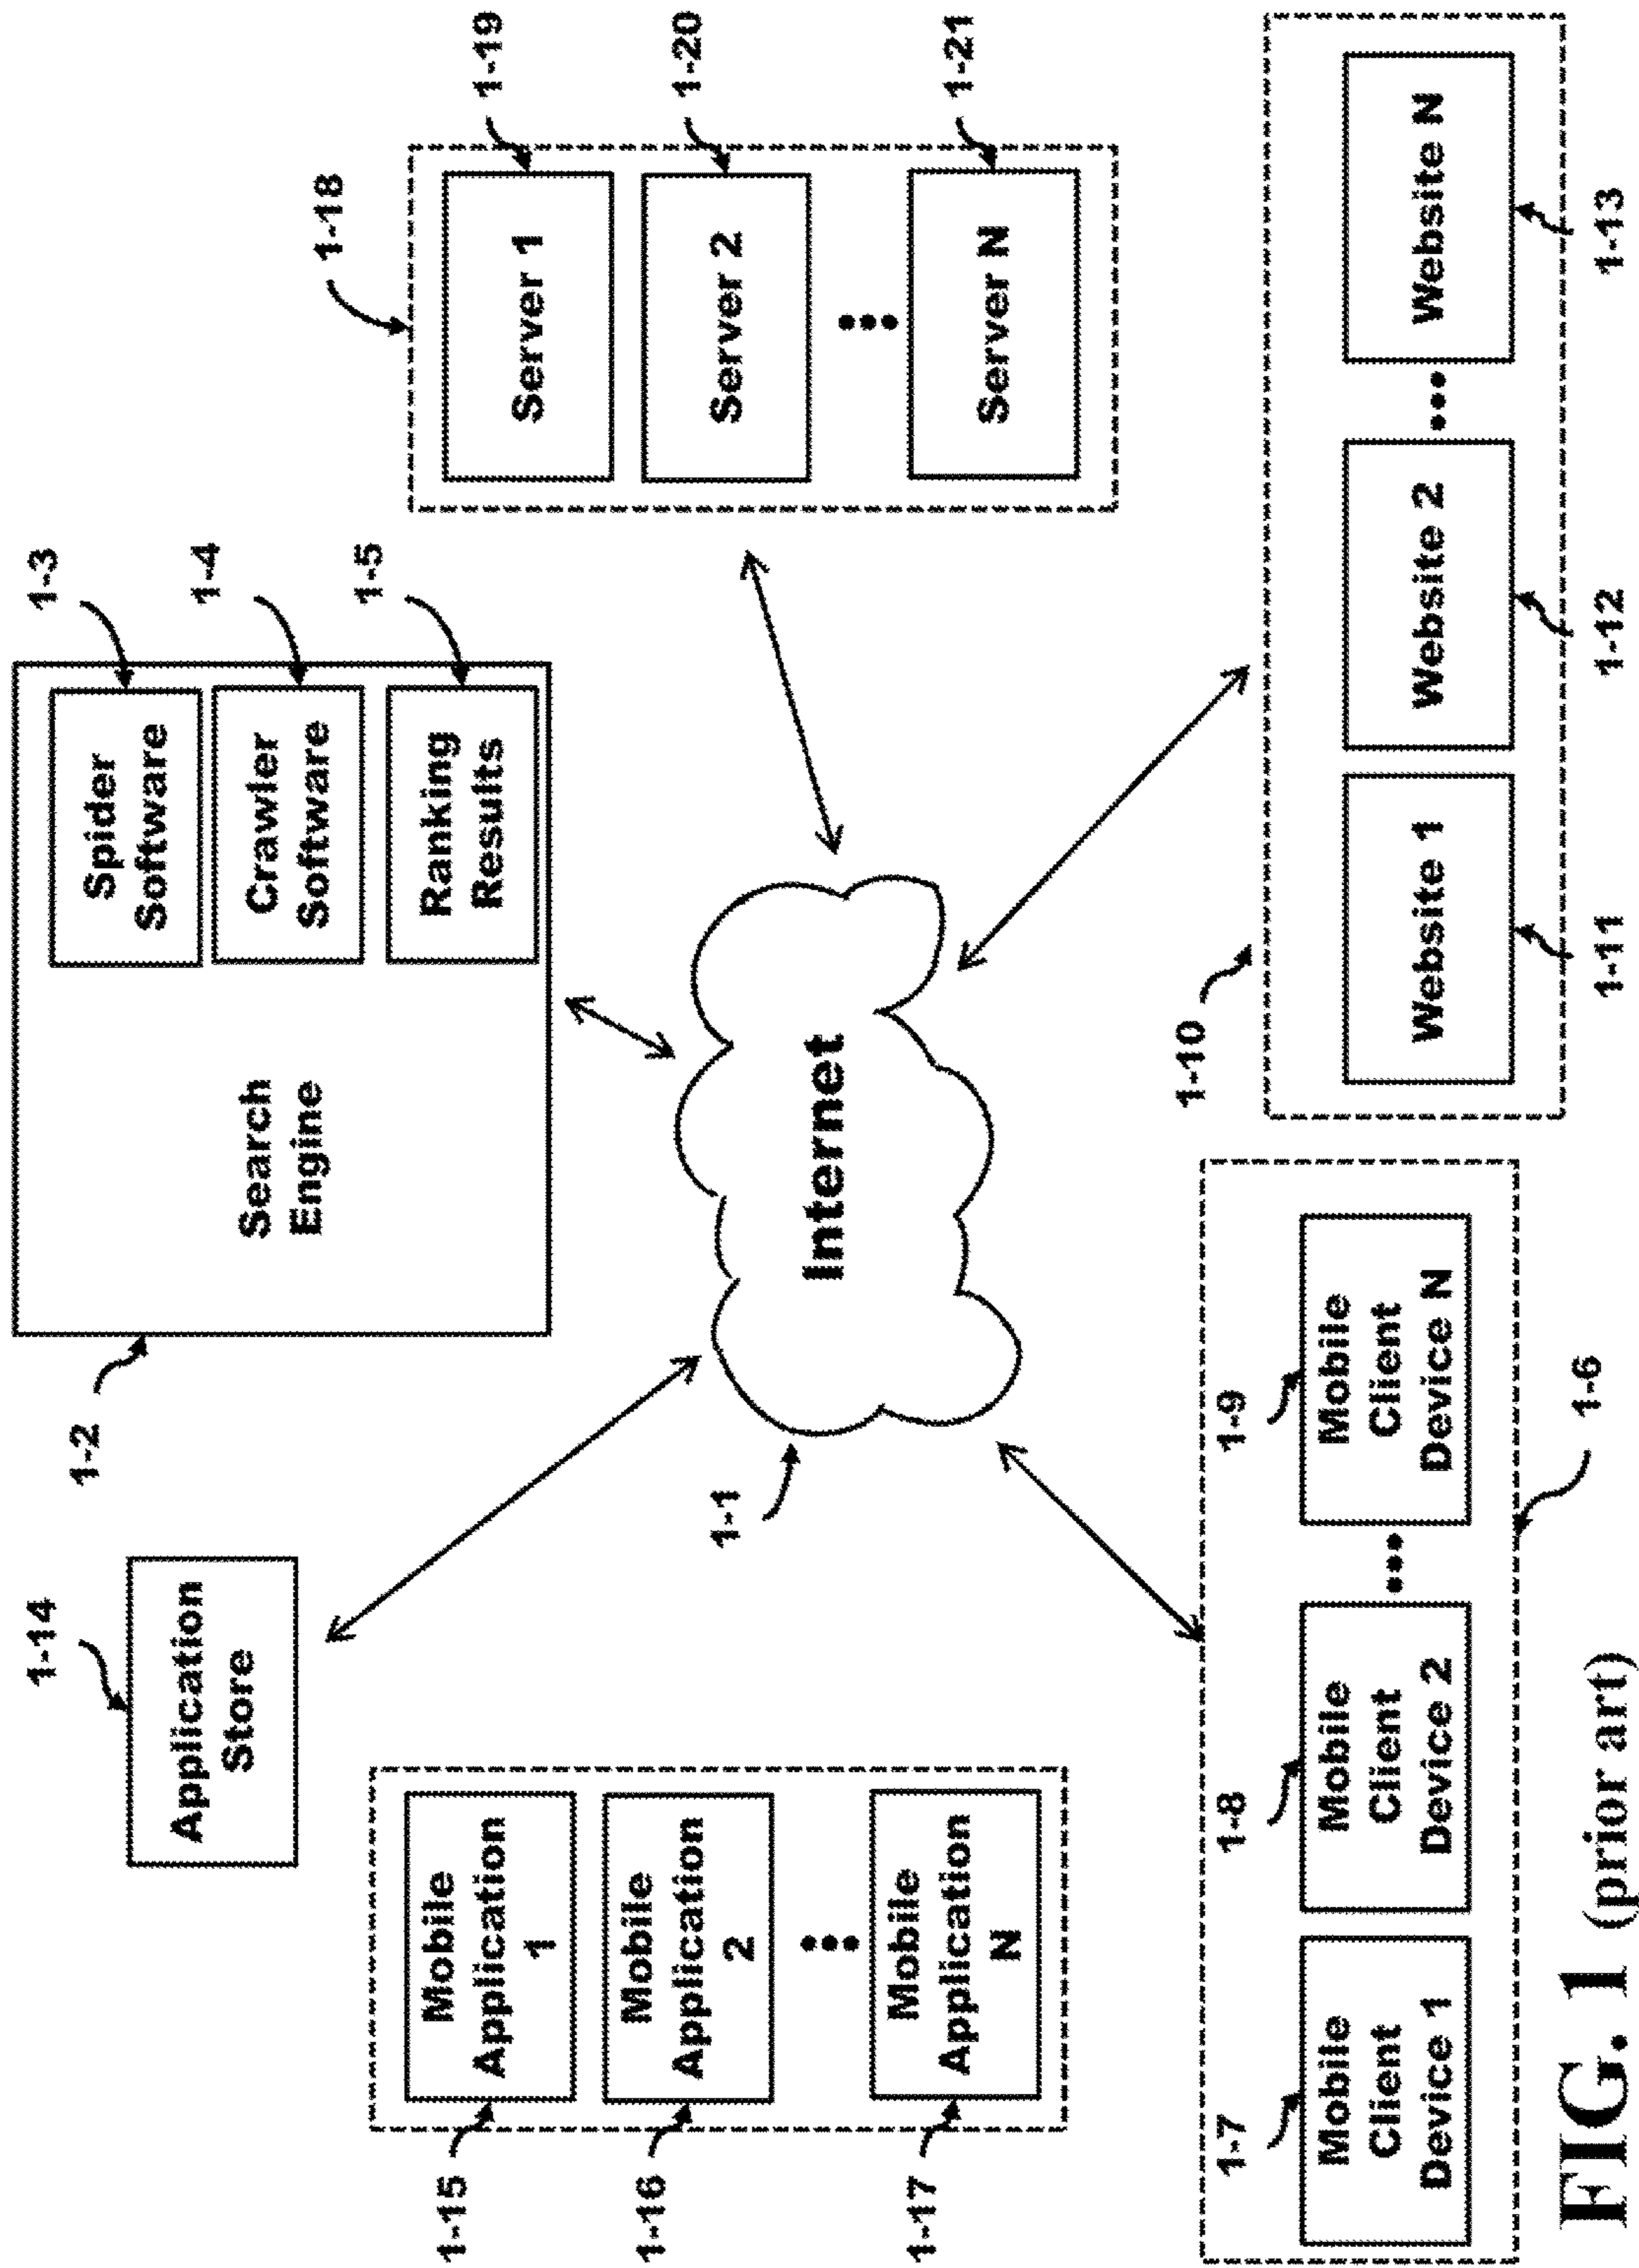 1-14
Application
Store
1-2
Search
Engine
Spider
Software
1-3
Crawler
Software
1-4
Ranking
Results
1-5
1-15
Mobile
Application
1
1-16
Mobile
Application
2
•••
1-17
Mobile
Application
N
1-1
Internet
1-18
Server 1
1-19
Server 2
1-20
•••
Server N
1-21
1-7
Mobile
Client
Device 1
1-8
Mobile
Client
Device 2
•••
1-9
Mobile
Client
Device N
1-6
1-10
Website 1
Website 2
•••
Website N
1-11
1-12
1-13
FIG. 1 (prior art)